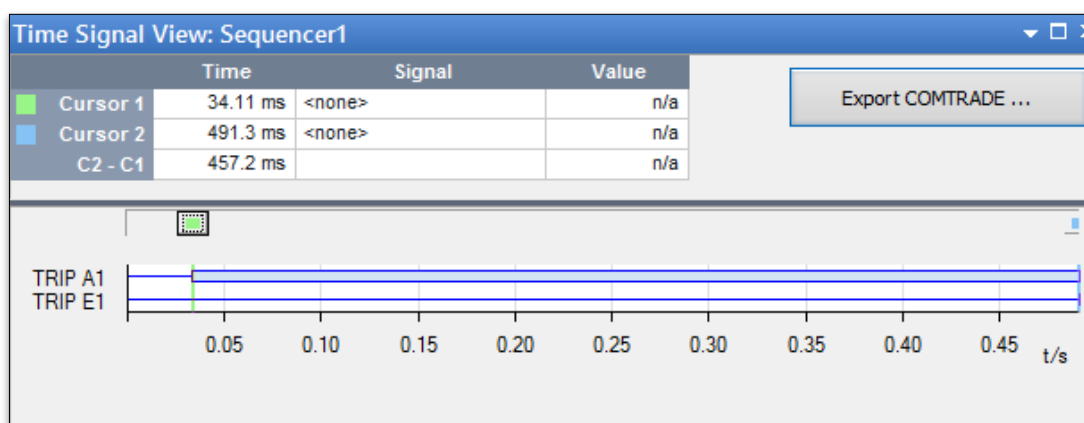 Time Signal View: Sequencer1
Time Signal Value
Cursor 1 34.11 ms <none> n/a
Cursor 2 491.3 ms <none> n/a
C2 - C1 457.2 ms n/a
Export COMTRADE ...
TRIP A1
TRIP E1
0.05 0.10 0.15 0.20 0.25 0.30 0.35 0.40 0.45 t/s